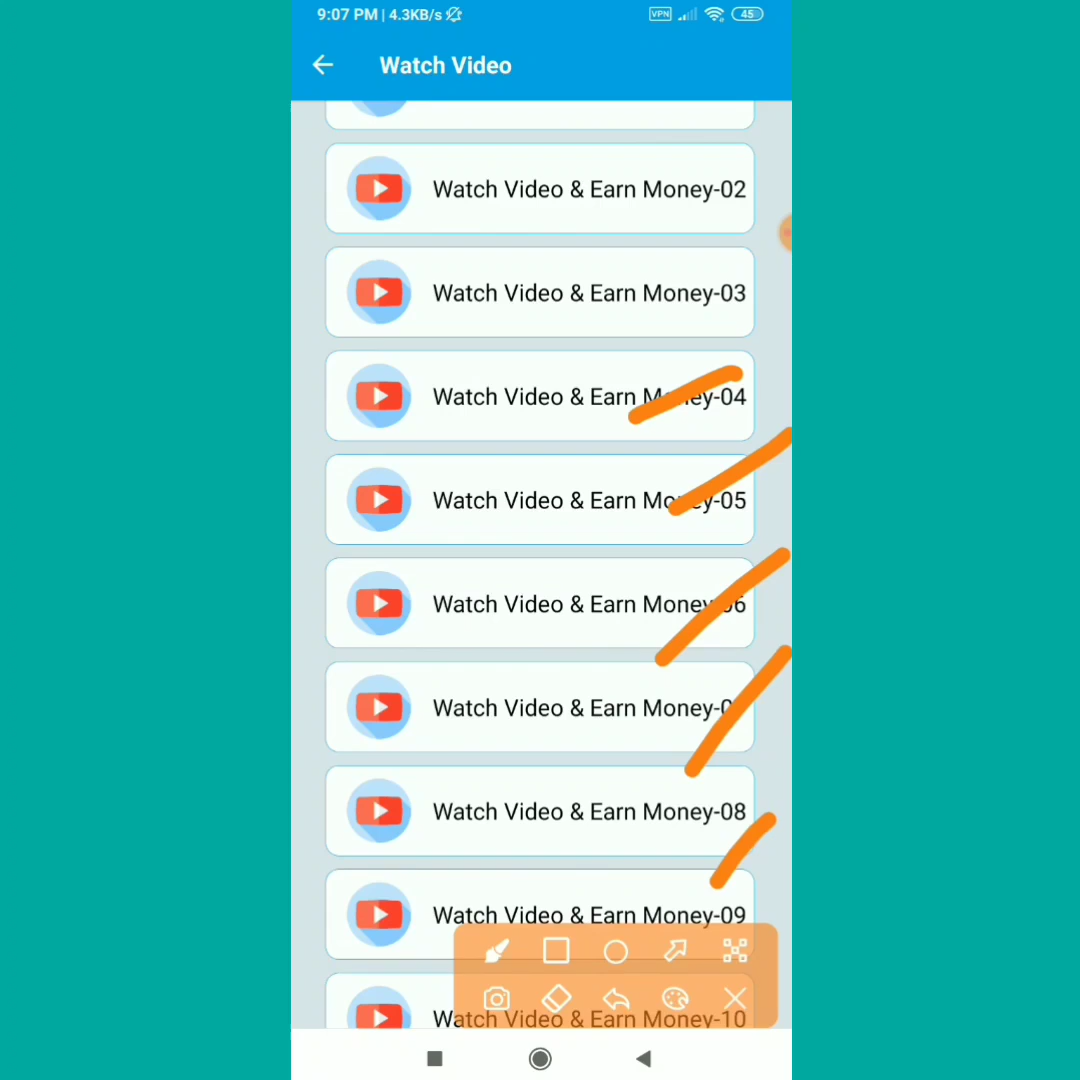 9:07 PM | 4.3KB/s
VPN
45
Watch Video
Watch Video & Earn Money-02
Watch Video & Earn Money-03
Watch Video & Earn Money-04
Watch Video & Earn Money-05
Watch Video & Earn Money-06
Watch Video & Earn
Watch Video & Earn Money-08
Watch Video & Earn Money-09
Watch Video & Earn Money-10